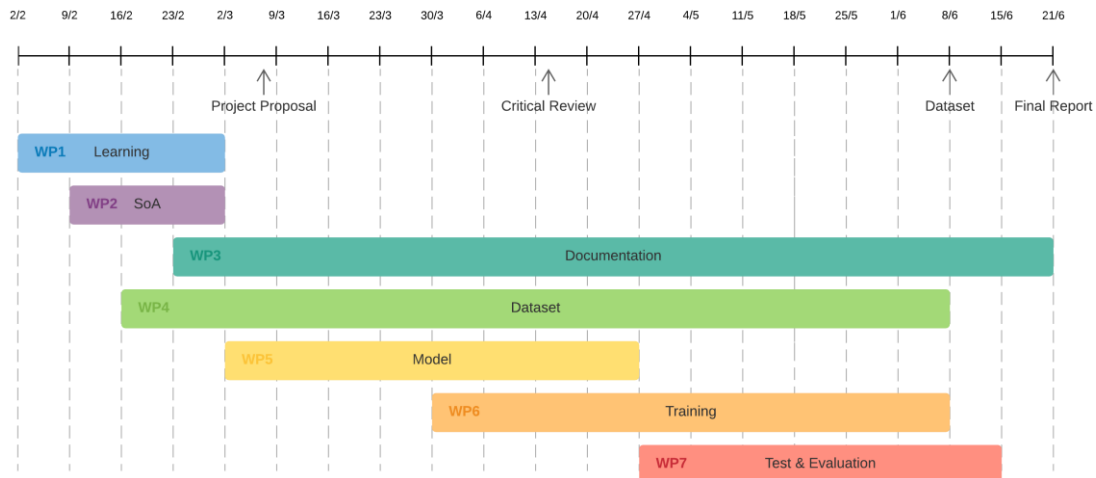 2/2 9/2 16/2 23/2 2/3 9/3 16/3 23/3 30/3 6/4 13/4 20/4 27/4 4/5 11/5 18/5 25/5 1/6 8/6 15/6 21/6
Project Proposal Critical Review Dataset Final Report
WP1 Learning
WP2 SoA
WP3 Documentation
WP4 Dataset
WP5 Model
WP6 Training
WP7 Test & Evaluation